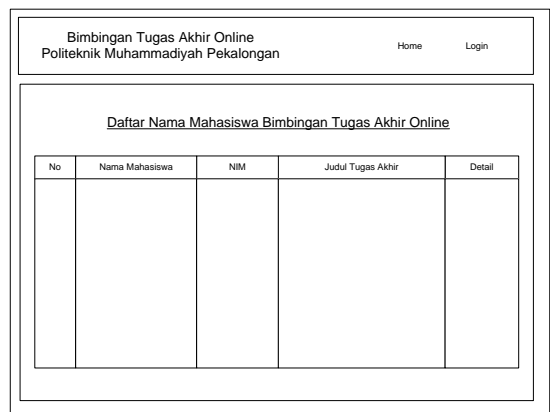 Bimbingan Tugas Akhir Online
Politeknik Muhammadiyah Pekalongan
Home Login
Daftar Nama Mahasiswa Bimbingan Tugas Akhir Online
No Nama Mahasiswa NIM Judul Tugas Akhir Detail